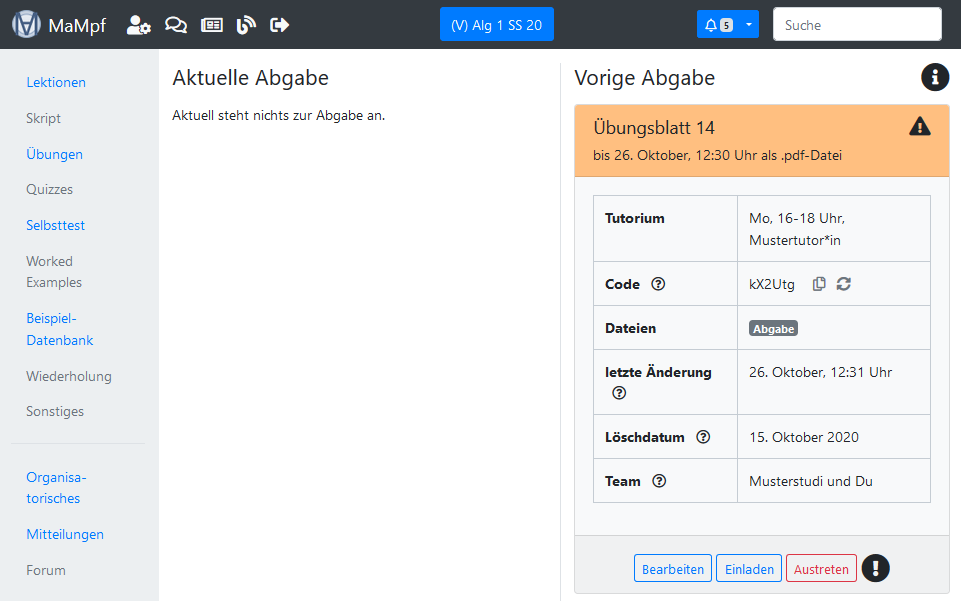 MaMpf
(V) Alg 1 SS 20
5
Suche
Lektionen
Skript
Übungen
Quizzes
Selbsttest
Worked
Examples
Beispiel-
Datenbank
Wiederholung
Sonstiges
Organisa-
torisches
Mitteilungen
Forum
Aktuelle Abgabe
Aktuell steht nichts zur Abgabe an.
Vorige Abgabe
Übungsblatt 14
bis 26. Oktober, 12:30 Uhr als .pdf-Datei
Tutorium
Mo, 16-18 Uhr,
Mustertutor*in
Code
kX2Utg
Dateien
Abgabe
letzte Änderung
26. Oktober, 12:31 Uhr
Löschdatum
15. Oktober 2020
Team
Musterstudi und Du
Bearbeiten
Einladen
Austreten